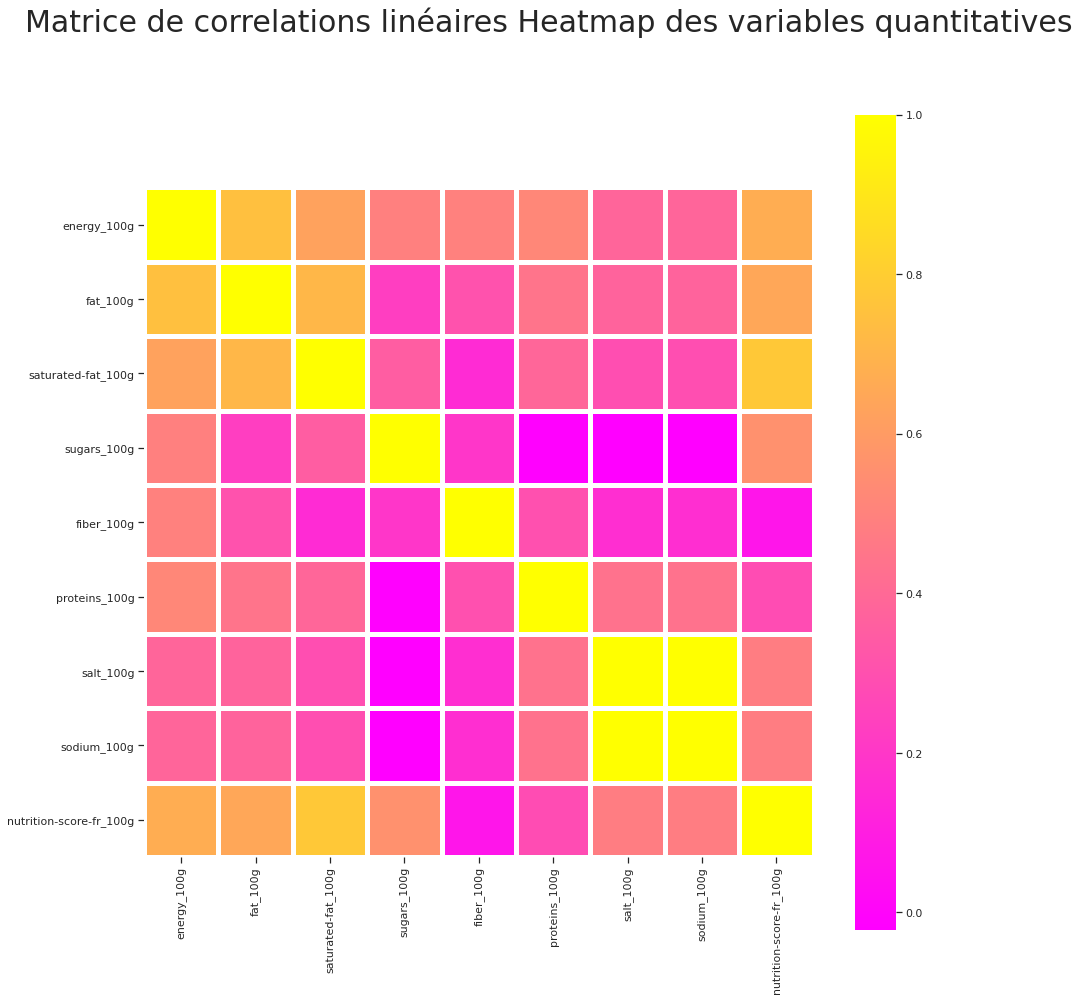 Matrice de correlations linéaires Heatmap des variables quantitatives
energy_100g
fat_100g
saturated-fat_100g
sugars_100g
fiber_100g
proteins_100g
salt_100g
sodium_100g
nutrition-score-fr_100g
energy_100g
fat_100g
saturated-fat_100g
sugars_100g
fiber_100g
proteins_100g
salt_100g
sodium_100g
nutrition-score-fr_100g
1.0
0.8
0.6
0.4
0.2
0.0